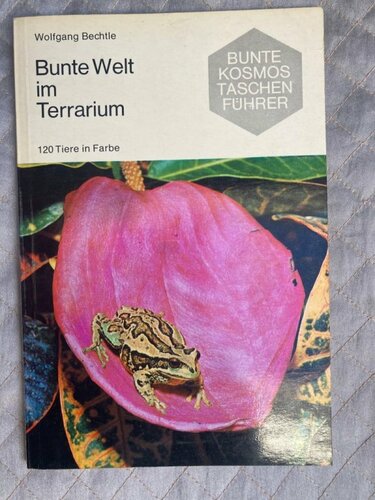 Wolfgang Bechtle
Bunte Welt
im
Terrarium
120 Tiere in Farbe
BUNTE
KOSMOS
TASCHEN
FÜHRER